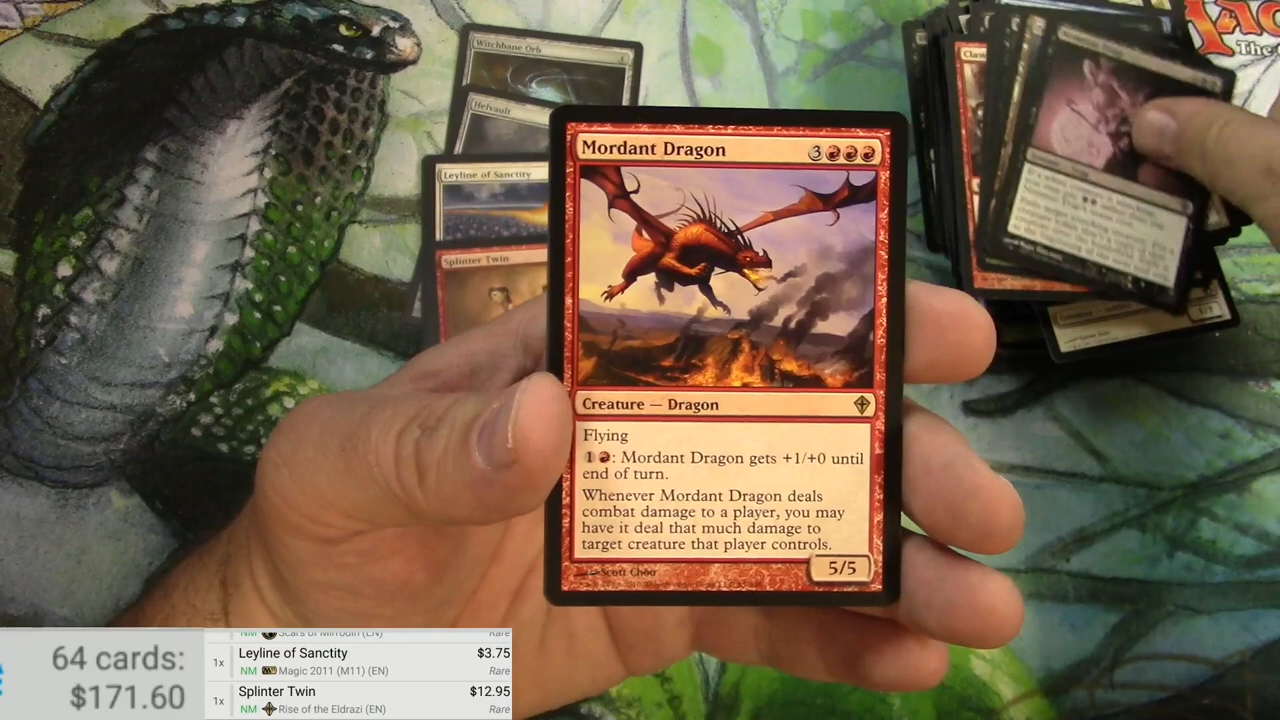 Witchbane Orb
Helvault
Leyline of Sanctity
Splinter Twin
Claw
The
Mordant Dragon
3
Creature — Dragon
Flying
1 : Mordant Dragon gets +1/+0 until
end of turn.
Whenever Mordant Dragon deals
combat damage to a player, you may
have it deal that much damage to
target creature that player controls.
Scott Chou
5/5
64 cards:
$171.60
NM Scars of Mirrodin (EN) Rare
1x Leyline of Sanctity $3.75
NM Magic 2011 (M11) (EN) Rare
1x Splinter Twin $12.95
NM Rise of the Eldrazi (EN) Rare